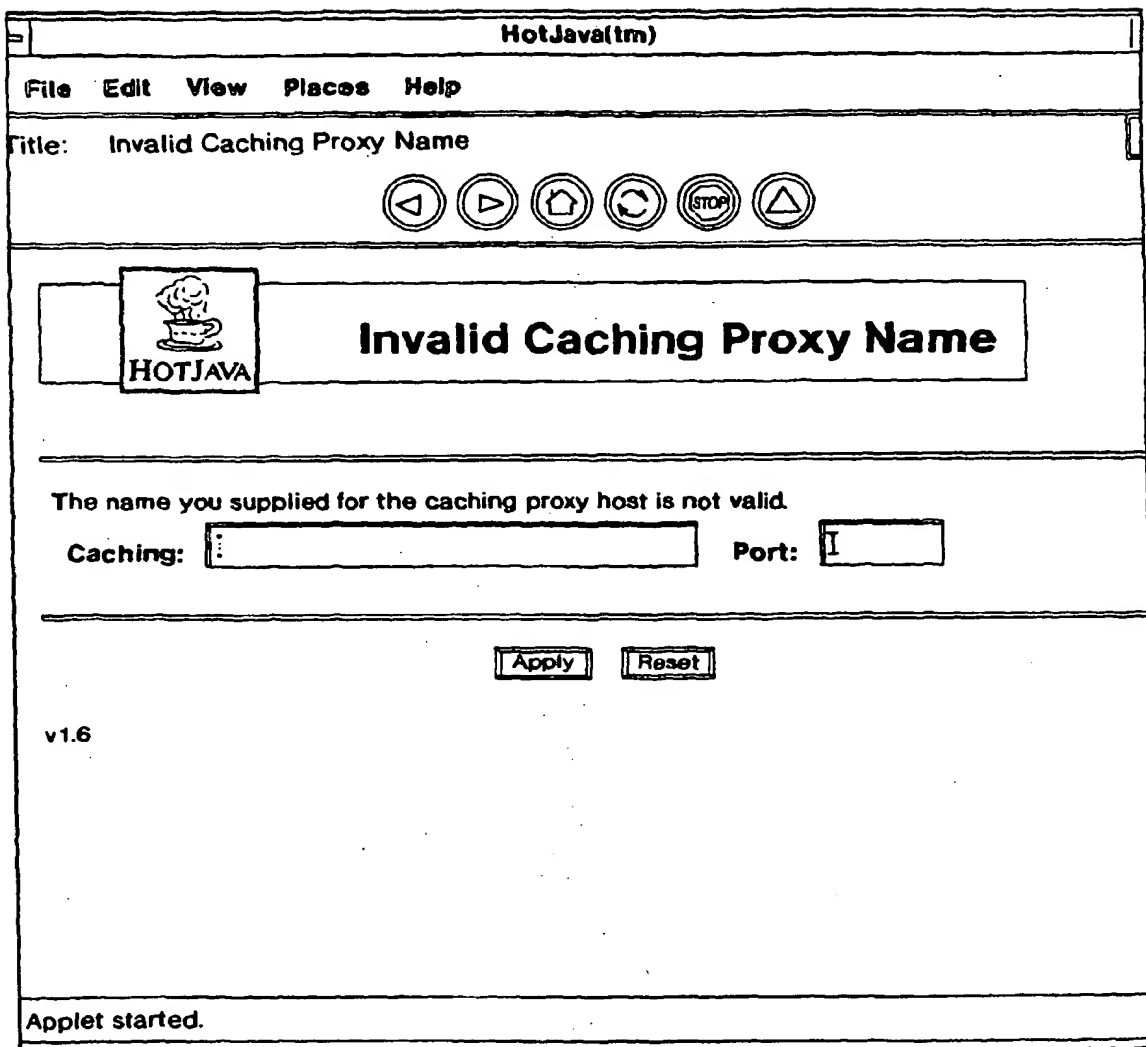 HotJava(tm)
File Edit View Places Help
Title: Invalid Caching Proxy Name
STOP
HOTJAVA
Invalid Caching Proxy Name
The name you supplied for the caching proxy host is not valid.
Caching: Port:
Apply Reset
v1.6
Applet started.